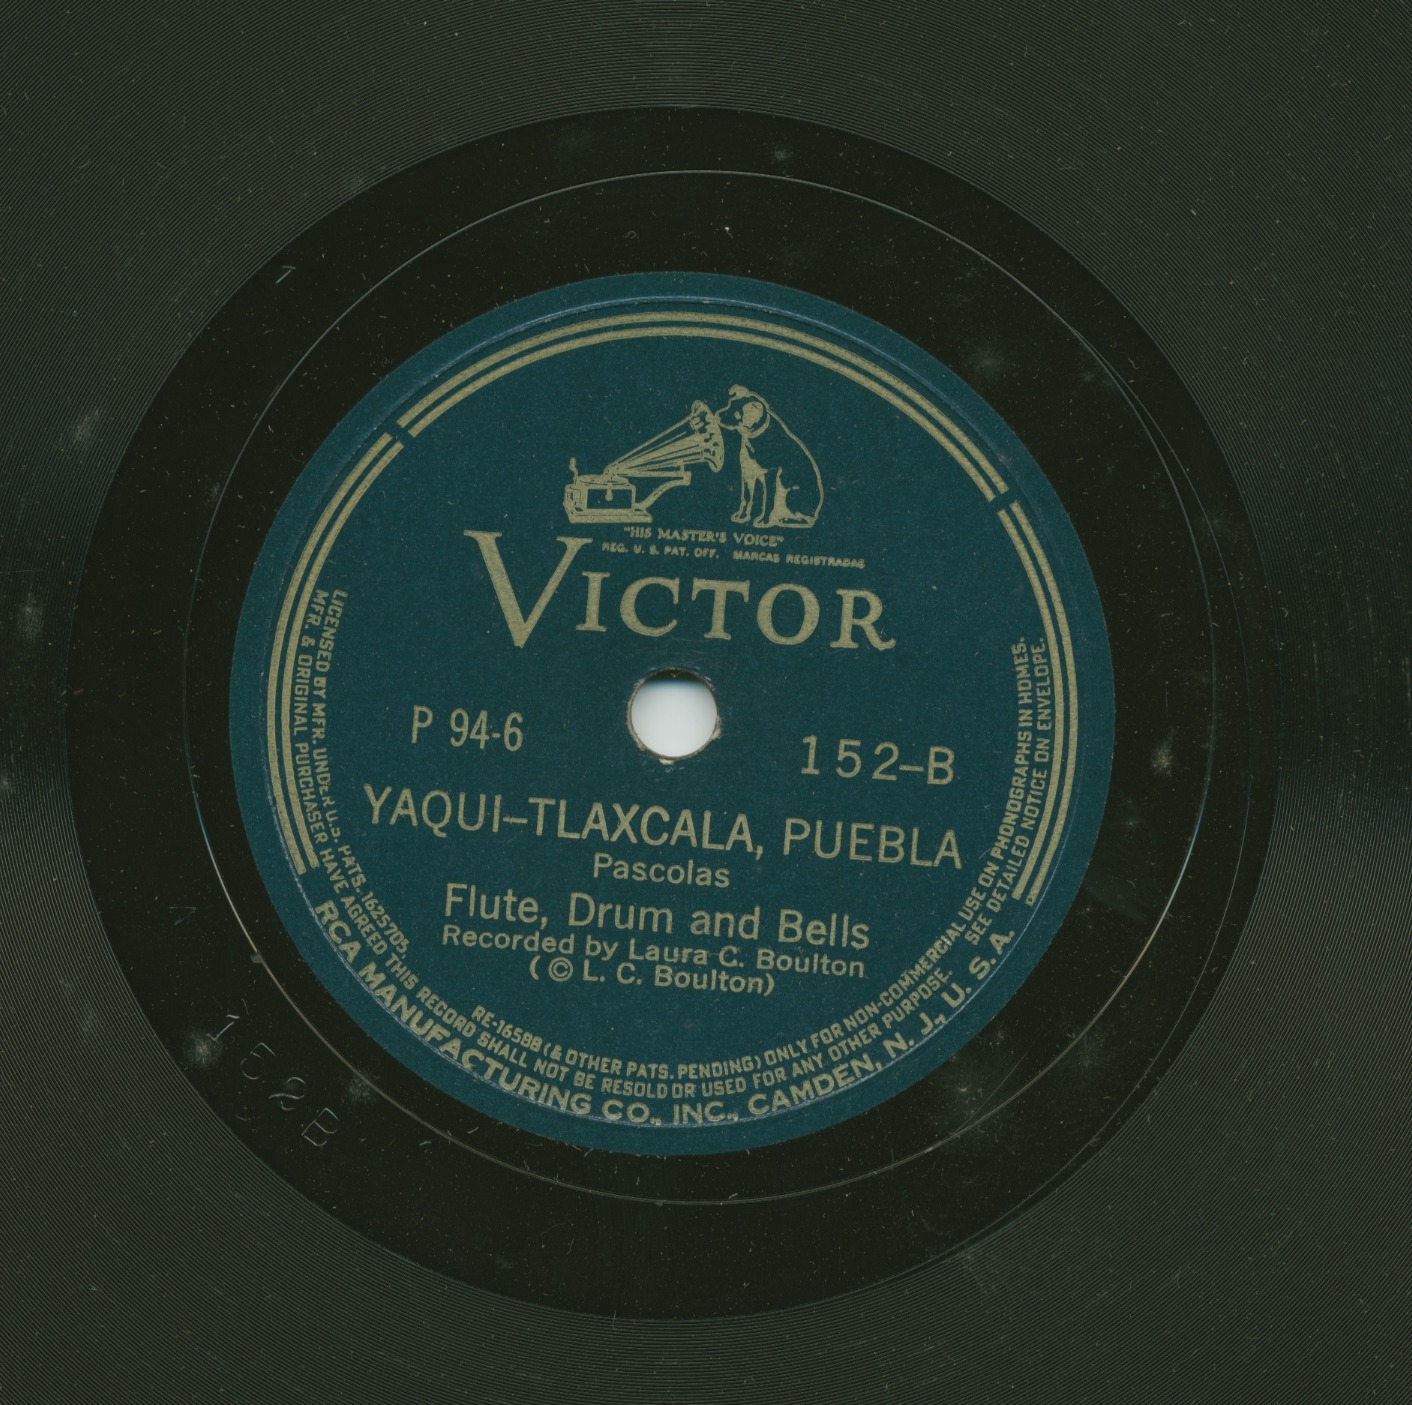 "HIS MASTER'S VOICE"
REG. U. S. PAT. OFF. MARCAS REGISTRADAS
VICTOR
P 94-6
152-B
YAQUI-TLAXCALA, PUEBLA
Pascolas
Flute, Drum and Bells
Recorded by Laura C. Boulton
(© L. C. Boulton)
LICENSED BY MFR. UNDER U.S. PATS. 1625705, RE-16588 (& OTHER PATS. PENDING) ONLY FOR NON-COMMERCIAL USE ON PHONOGRAPHS IN HOMES.
MFR. & ORIGINAL PURCHASER HAVE AGREED THIS RECORD SHALL NOT BE RESOLD OR USED FOR ANY OTHER PURPOSE. SEE DETAILED NOTICE ON ENVELOPE.
RCA MANUFACTURING CO., INC., CAMDEN, N. J., U. S. A.
1
152B